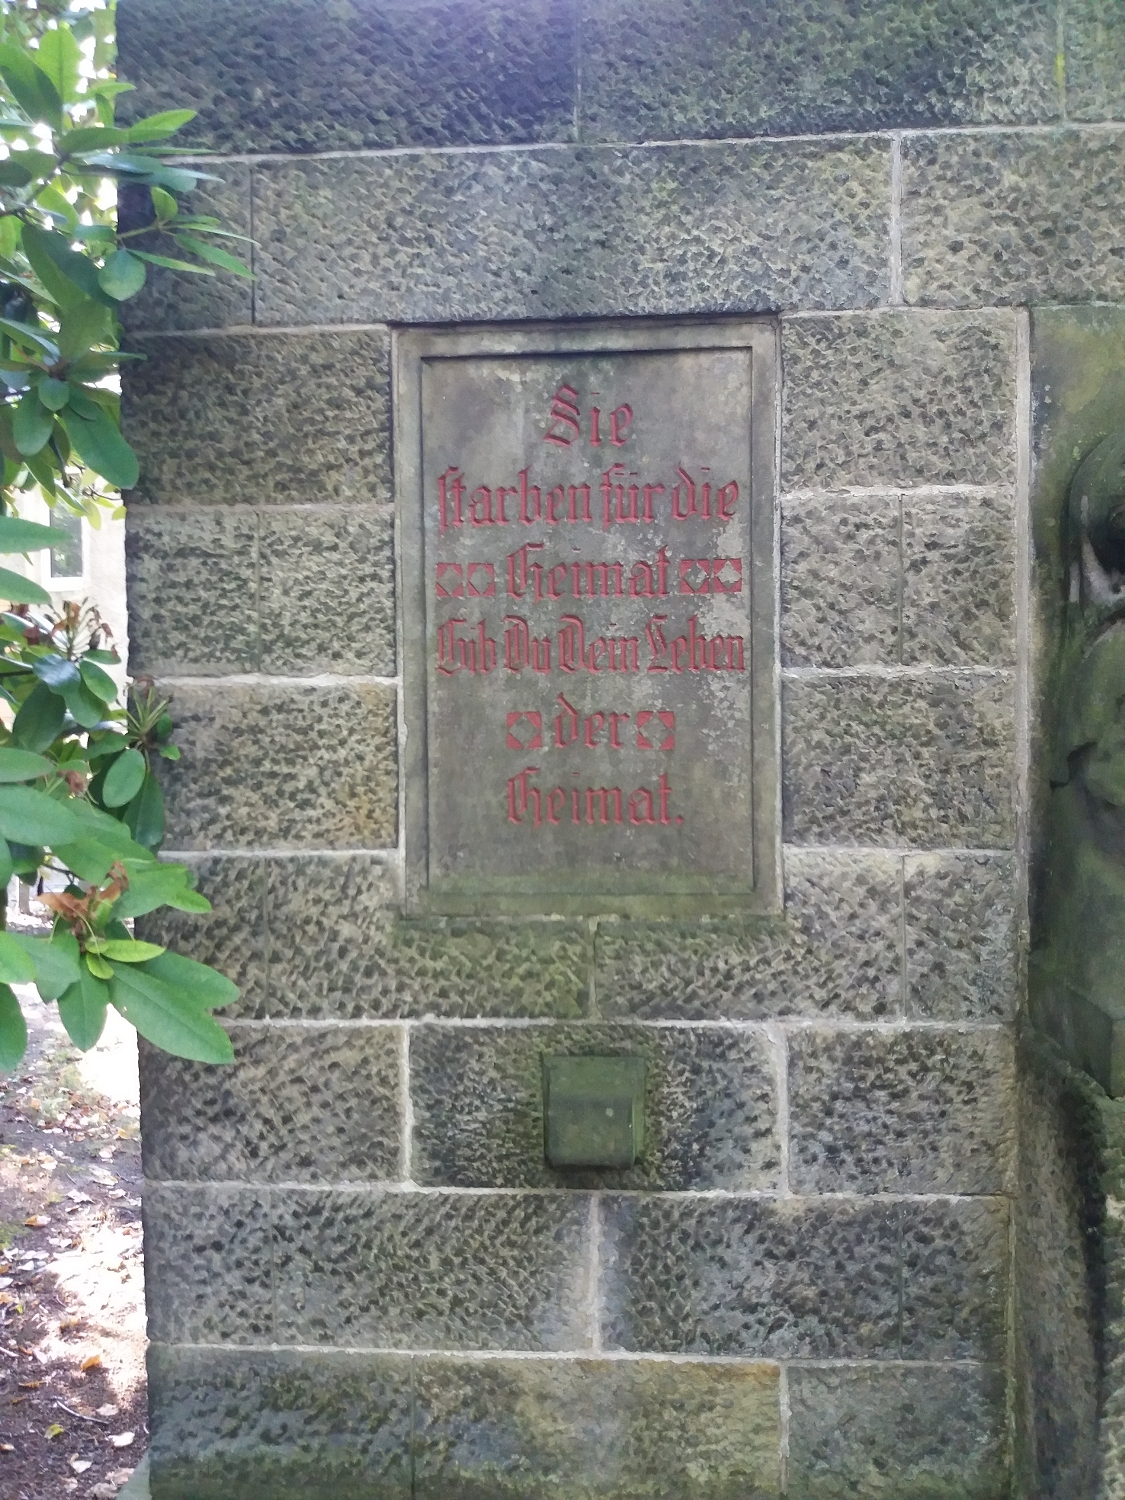 Sie
starben für die
Heimat
Gib Du Dein Leben
der
Heimat.